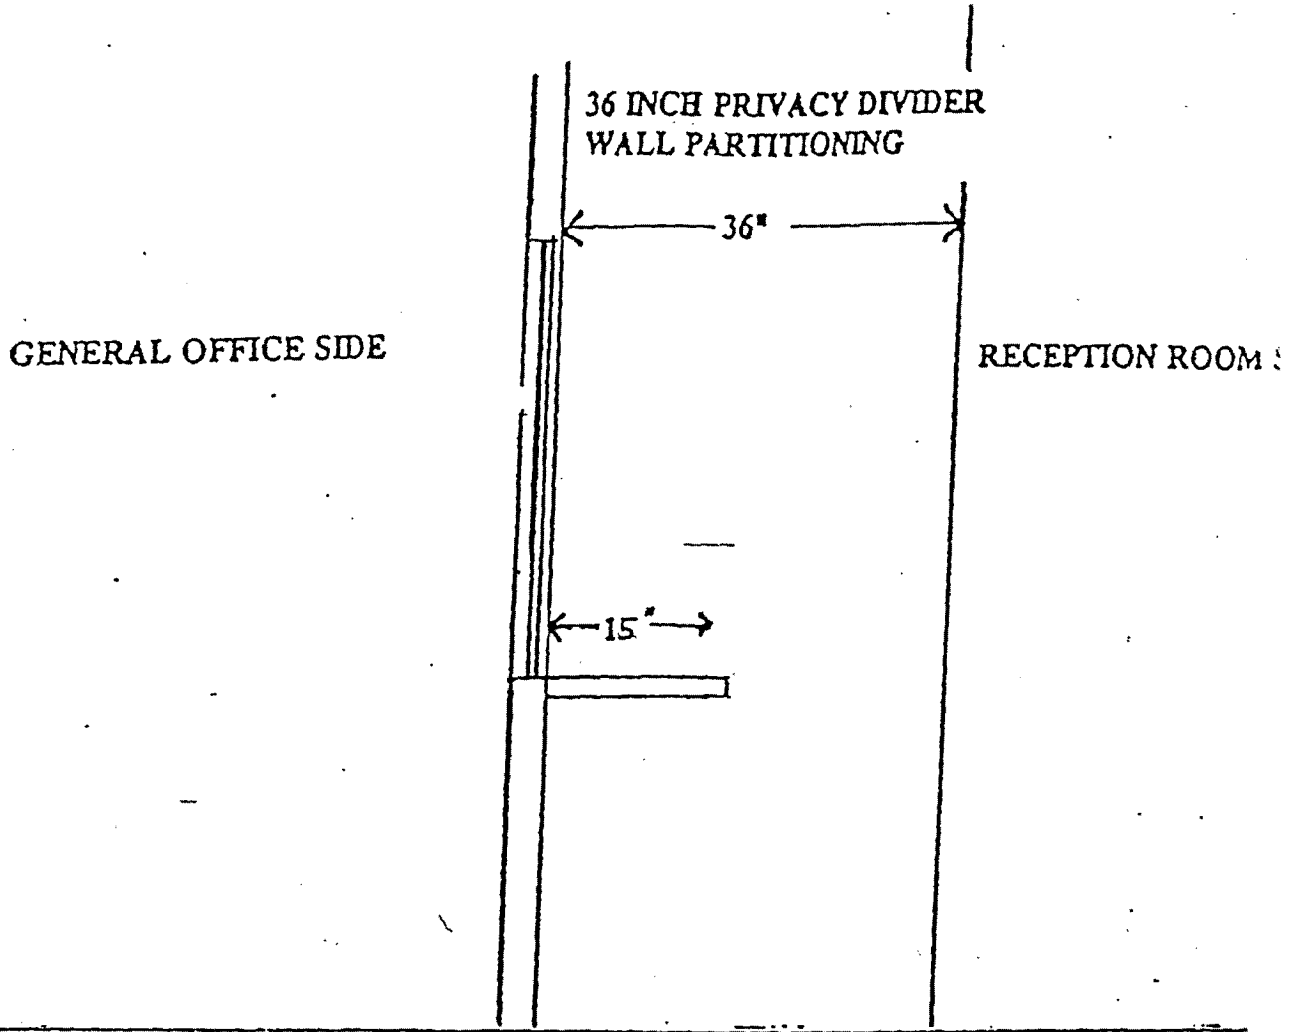 36 INCH PRIVACY DIVIDER
WALL PARTITIONING
36"
GENERAL OFFICE SIDE
RECEPTION ROOM
15"